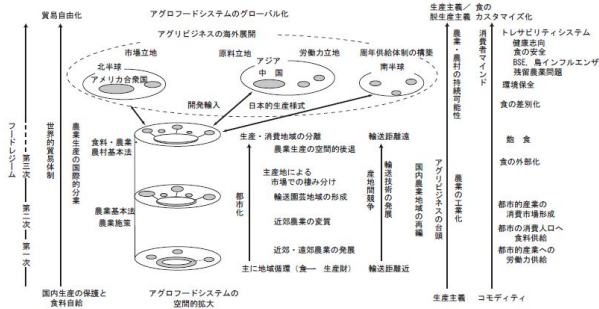 貿易自由化
アグロフードシステムのグローバル化
生産主義／
脱生産主義
食の
カスタマイズ化
アグリビジネスの海外展開
市場立地
原料立地
労働力立地
周年供給体制の構築
北半球
アメリカ合衆国
アジア
中　国
南半球
開発輸入
日本的生産様式
農業・農村の持続可能性
消費者マインド
トレサビリティシステム
健康志向
食の安全
BSE，鳥インフルエンザ
残留農業問題
環境保全
食の差別化
飽　食
食の外部化
都市的産業の
消費市場形成
都市の消費人口へ
食料供給
都市的産業への
労働力供給
フードレジーム
第三次
第二次
第一次
世界的貿易体制
農業生産の国際的分業
食料・農業・
農村基本法
農業基本法
農業施策
都市化
生産・消費地域の分離
農業生産の空間的後退
主産地による
市場での棲み分け
輸送園芸地域の形成
近郊農業の変質
近郊・遠郊農業の発展
主に地域循環（食── 生産財）
輸送距離遠
産地間競争
輸送技術の発展
輸送距離近
国内農業地域の再編
アグリビジネスの台頭
農業の工業化
国内生産の保護と
食料自給
アグロフードシステムの
空間的拡大
生産主義
コモディティ